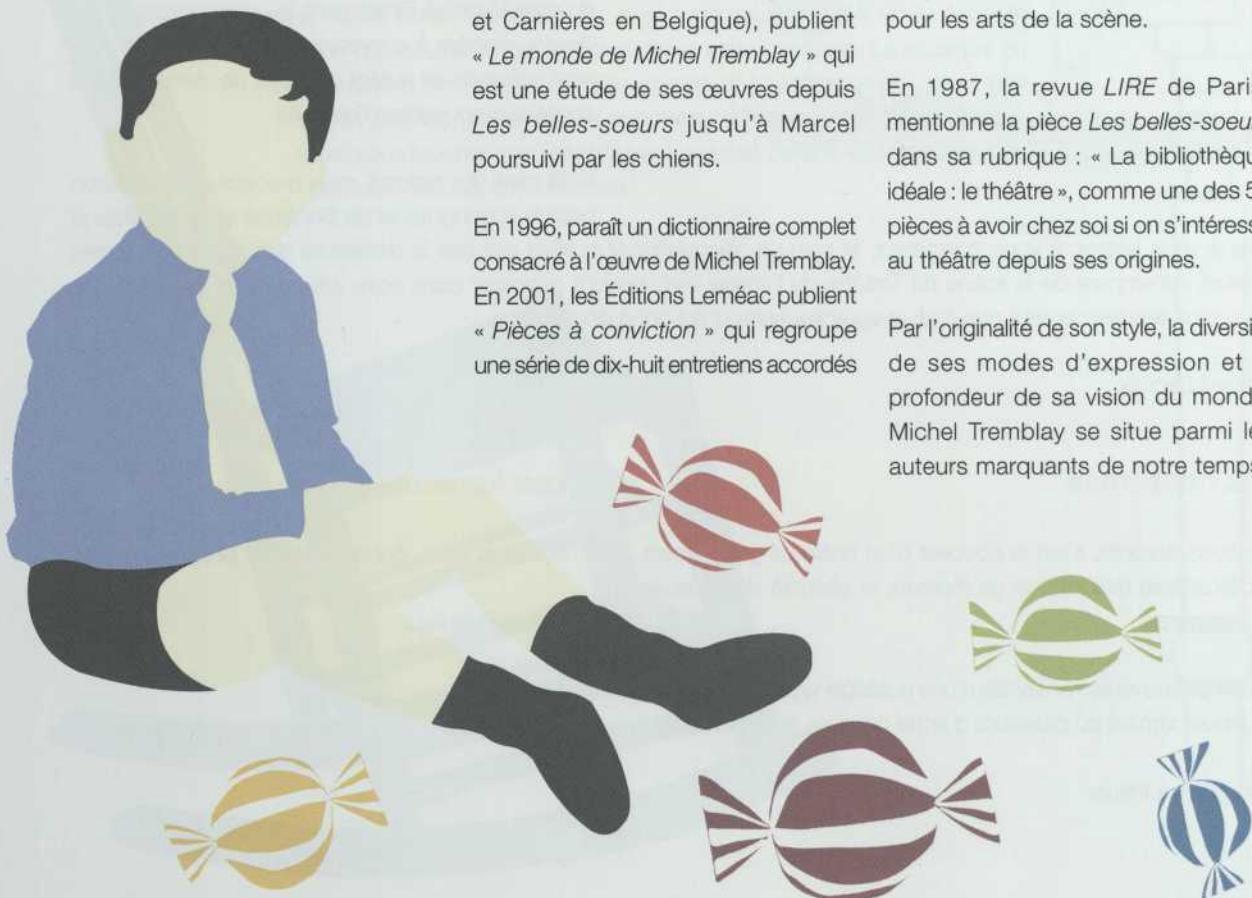 et Carnières en Belgique), publient
« Le monde de Michel Tremblay » qui
est une étude de ses œuvres depuis
Les belles-soeurs jusqu'à Marcel
poursuivi par les chiens.
En 1996, paraît un dictionnaire complet
consacré à l'œuvre de Michel Tremblay.
En 2001, les Éditions Leméac publient
« Pièces à conviction » qui regroupe
une série de dix-huit entretiens accordés
pour les arts de la scène.
En 1987, la revue LIRE de Paris
mentionne la pièce Les belles-soeu
dans sa rubrique : « La bibliothèqu
idéale : le théâtre », comme une des 5
pièces à avoir chez soi si on s'intéress
au théâtre depuis ses origines.
Par l'originalité de son style, la diversi
de ses modes d'expression et
profondeur de sa vision du mond
Michel Tremblay se situe parmi le
auteurs marquants de notre temps